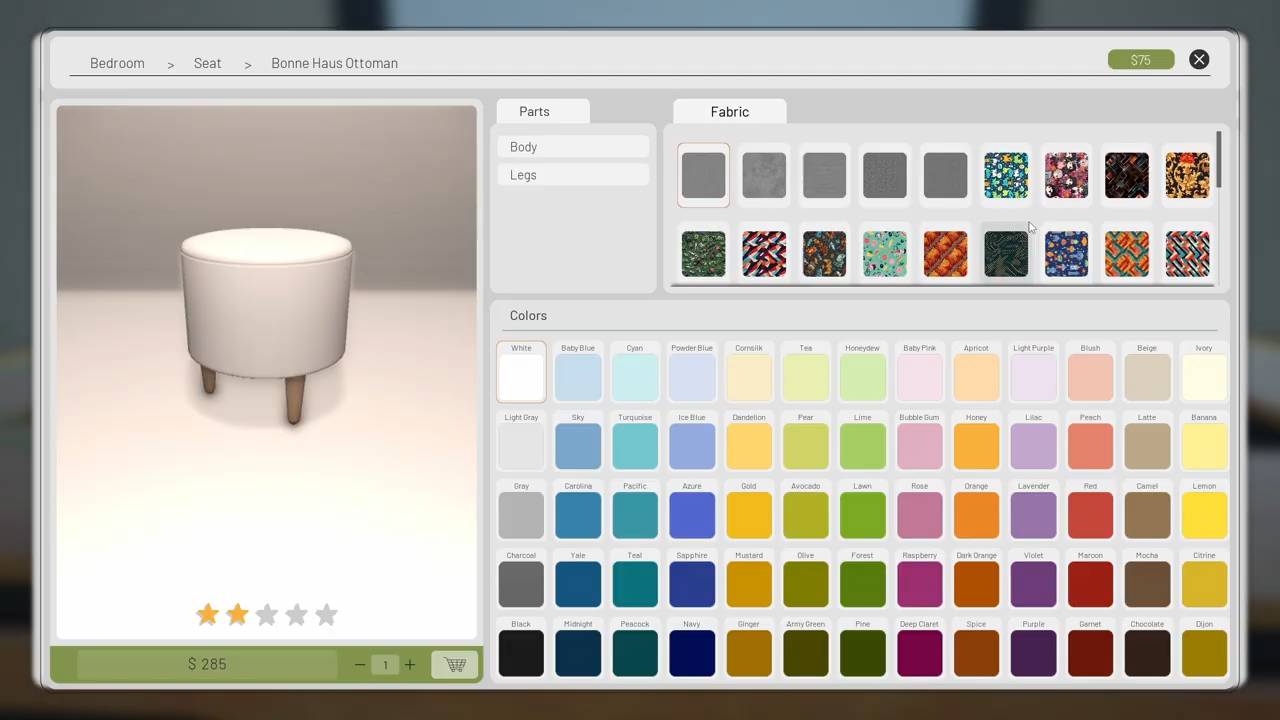 Bedroom > Seat > Bonne Haus Ottoman
$75
Parts
Fabric
Body
Legs
Colors
White Baby Blue Cyan Powder Blue Cornsilk Tea Honeydew Baby Pink Apricot Light Purple Blush Beige Ivory
Light Gray Sky Turquoise Ice Blue Dandelion Pear Lime Bubble Gum Honey Lilac Peach Latte Banana
Gray Carolina Pacific Azure Gold Avocado Lawn Rose Orange Lavender Red Camel Lemon
Charcoal Yale Teal Sapphire Mustard Olive Forest Raspberry Dark Orange Violet Maroon Mocha Citrine
Black Midnight Peacock Navy Ginger Army Green Pine Deep Claret Spice Purple Garnet Chocolate Dijon
$ 285
− 1 +